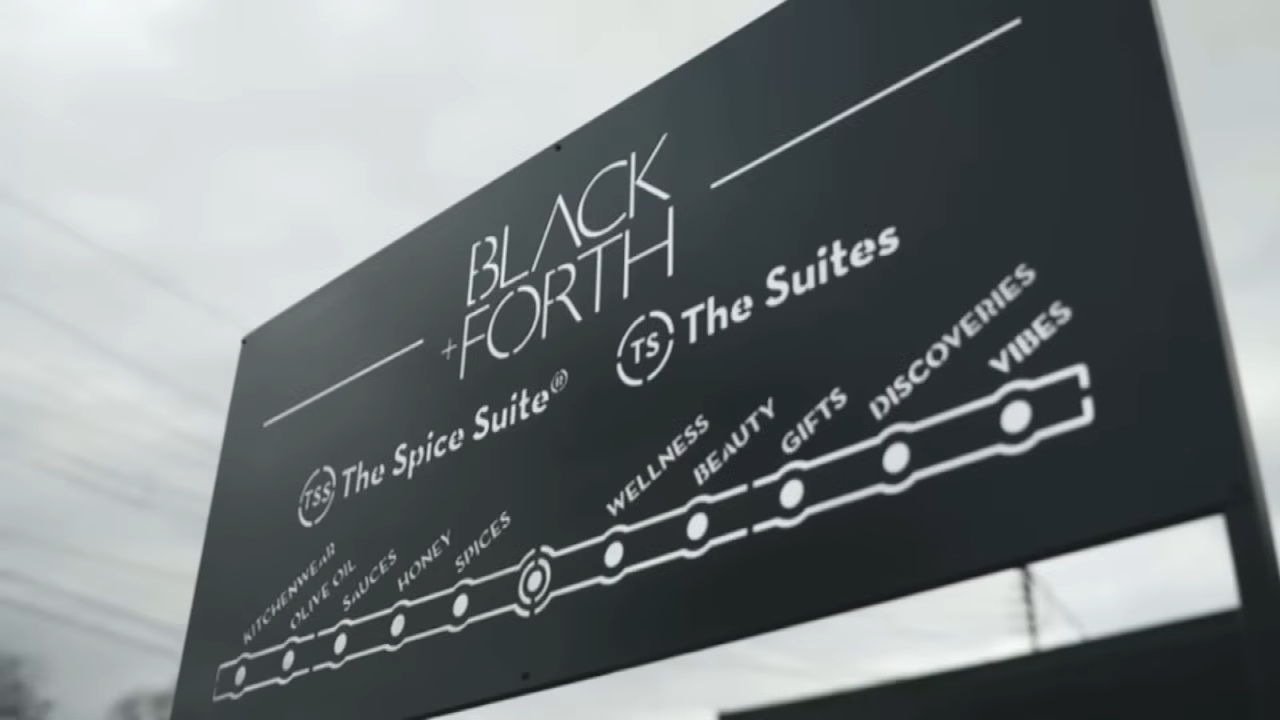 BLACK
+FORTH
TSS The Spice Suite®
TS The Suites
KITCHENWEAR
OLIVE OIL
SAUCES
HONEY
SPICES
WELLNESS
BEAUTY
GIFTS
DISCOVERIES
VIBES